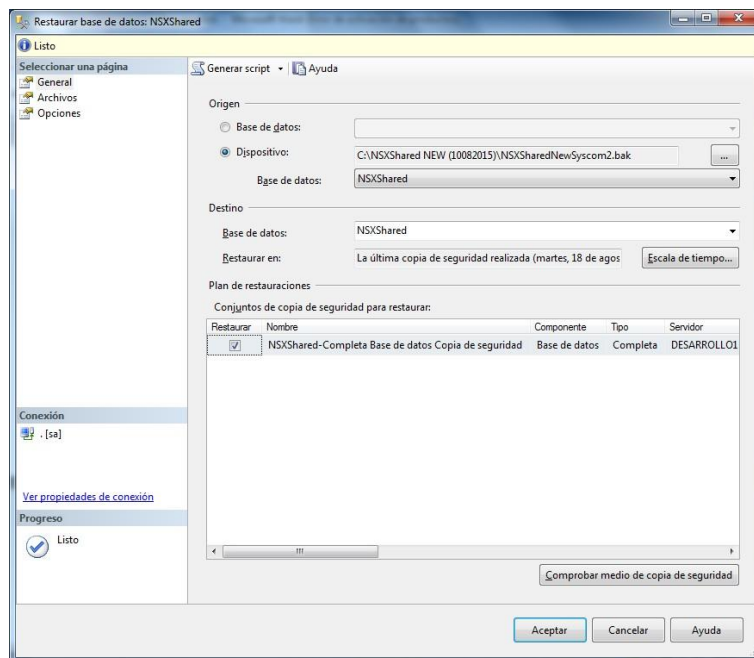 Restaurar base de datos: NSXShared
Listo
Seleccionar una página
General
Archivos
Opciones
Generar script
Ayuda
Origen
Base de datos:
Dispositivo:
C:\NSXShared NEW (10082015)\NSXSharedNewSyscom2.bak
...
Base de datos:
NSXShared
Destino
Base de datos:
NSXShared
Restaurar en:
La última copia de seguridad realizada (martes, 18 de agos
Escala de tiempo...
Plan de restauraciones
Conjuntos de copia de seguridad para restaurar:
Restaurar Nombre Componente Tipo Servidor
NSXShared-Completa Base de datos Copia de seguridad Base de datos Completa DESARROLLO1
Conexión
. [sa]
Ver propiedades de conexión
Progreso
Listo
Comprobar medio de copia de seguridad
Aceptar
Cancelar
Ayuda